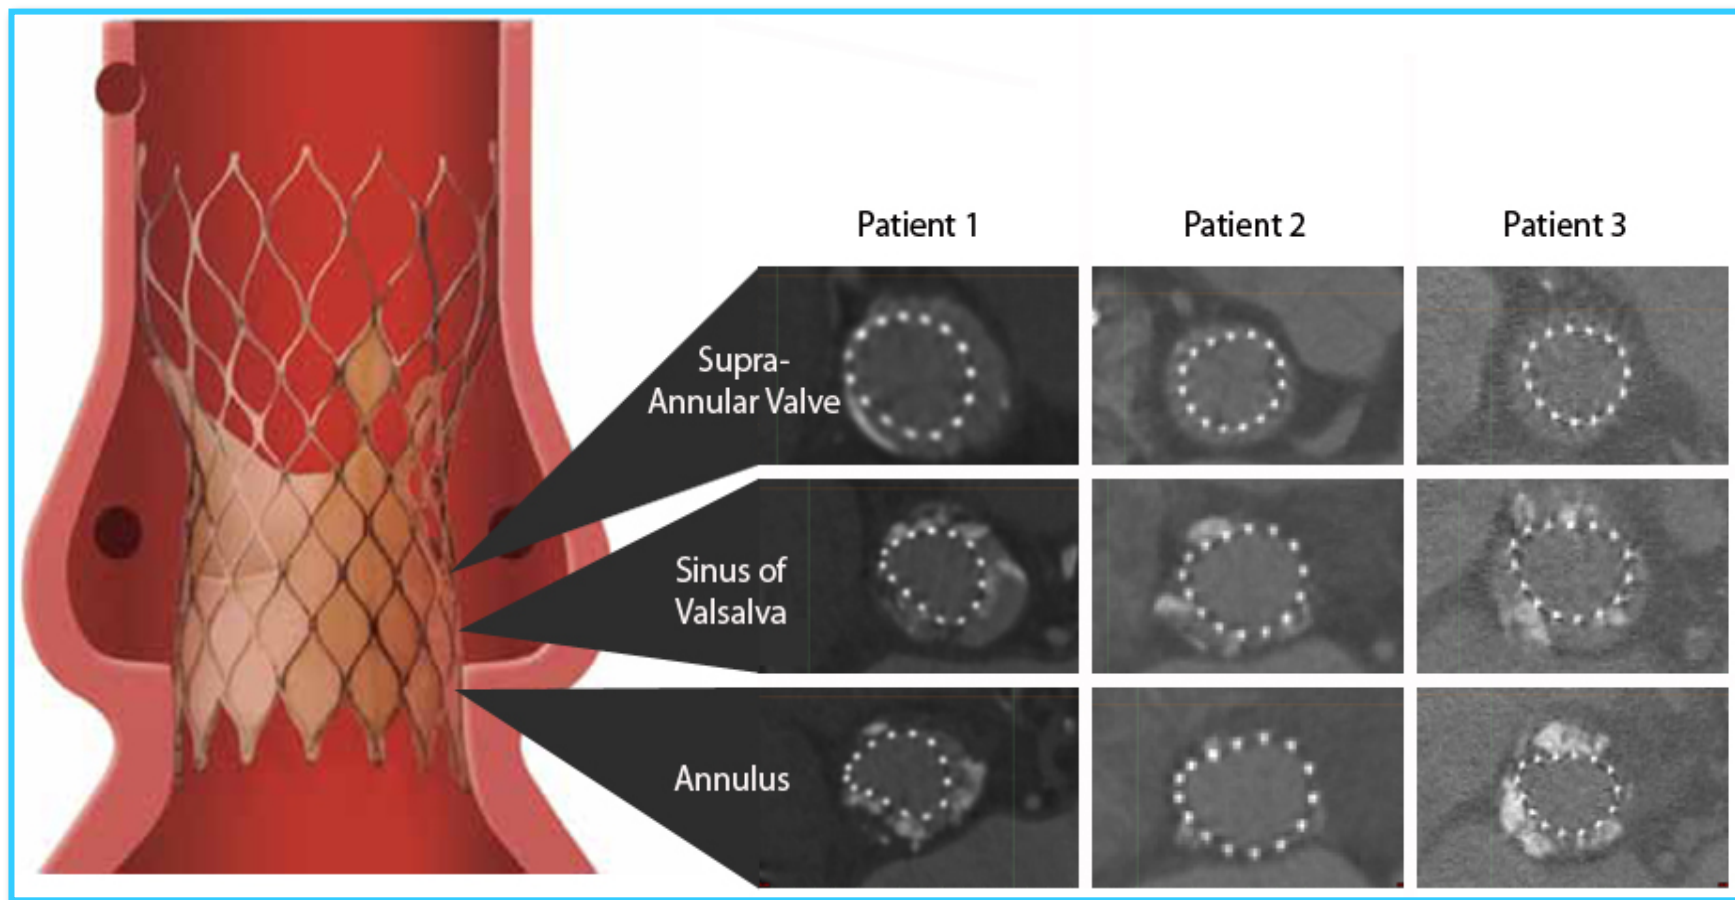 Patient 1
Patient 2
Patient 3
Supra-
Annular Valve
Sinus of
Valsalva
Annulus